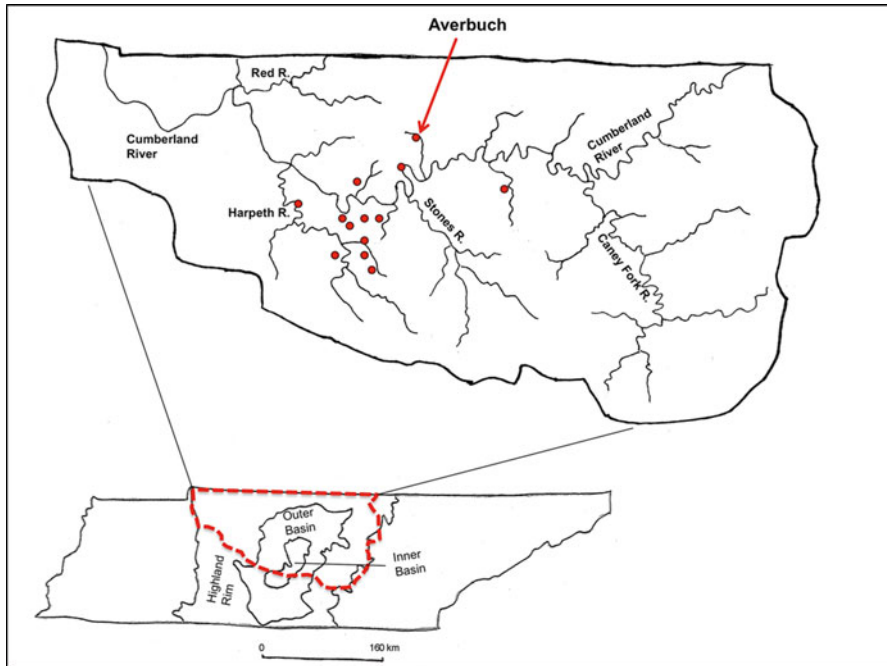 Averbuch
Red R.
Cumberland
River
Cumberland
River
Harpeth R.
Stones R.
Caney Fork R.
Outer
Basin
Highland
Rim
Inner
Basin
0
160 km